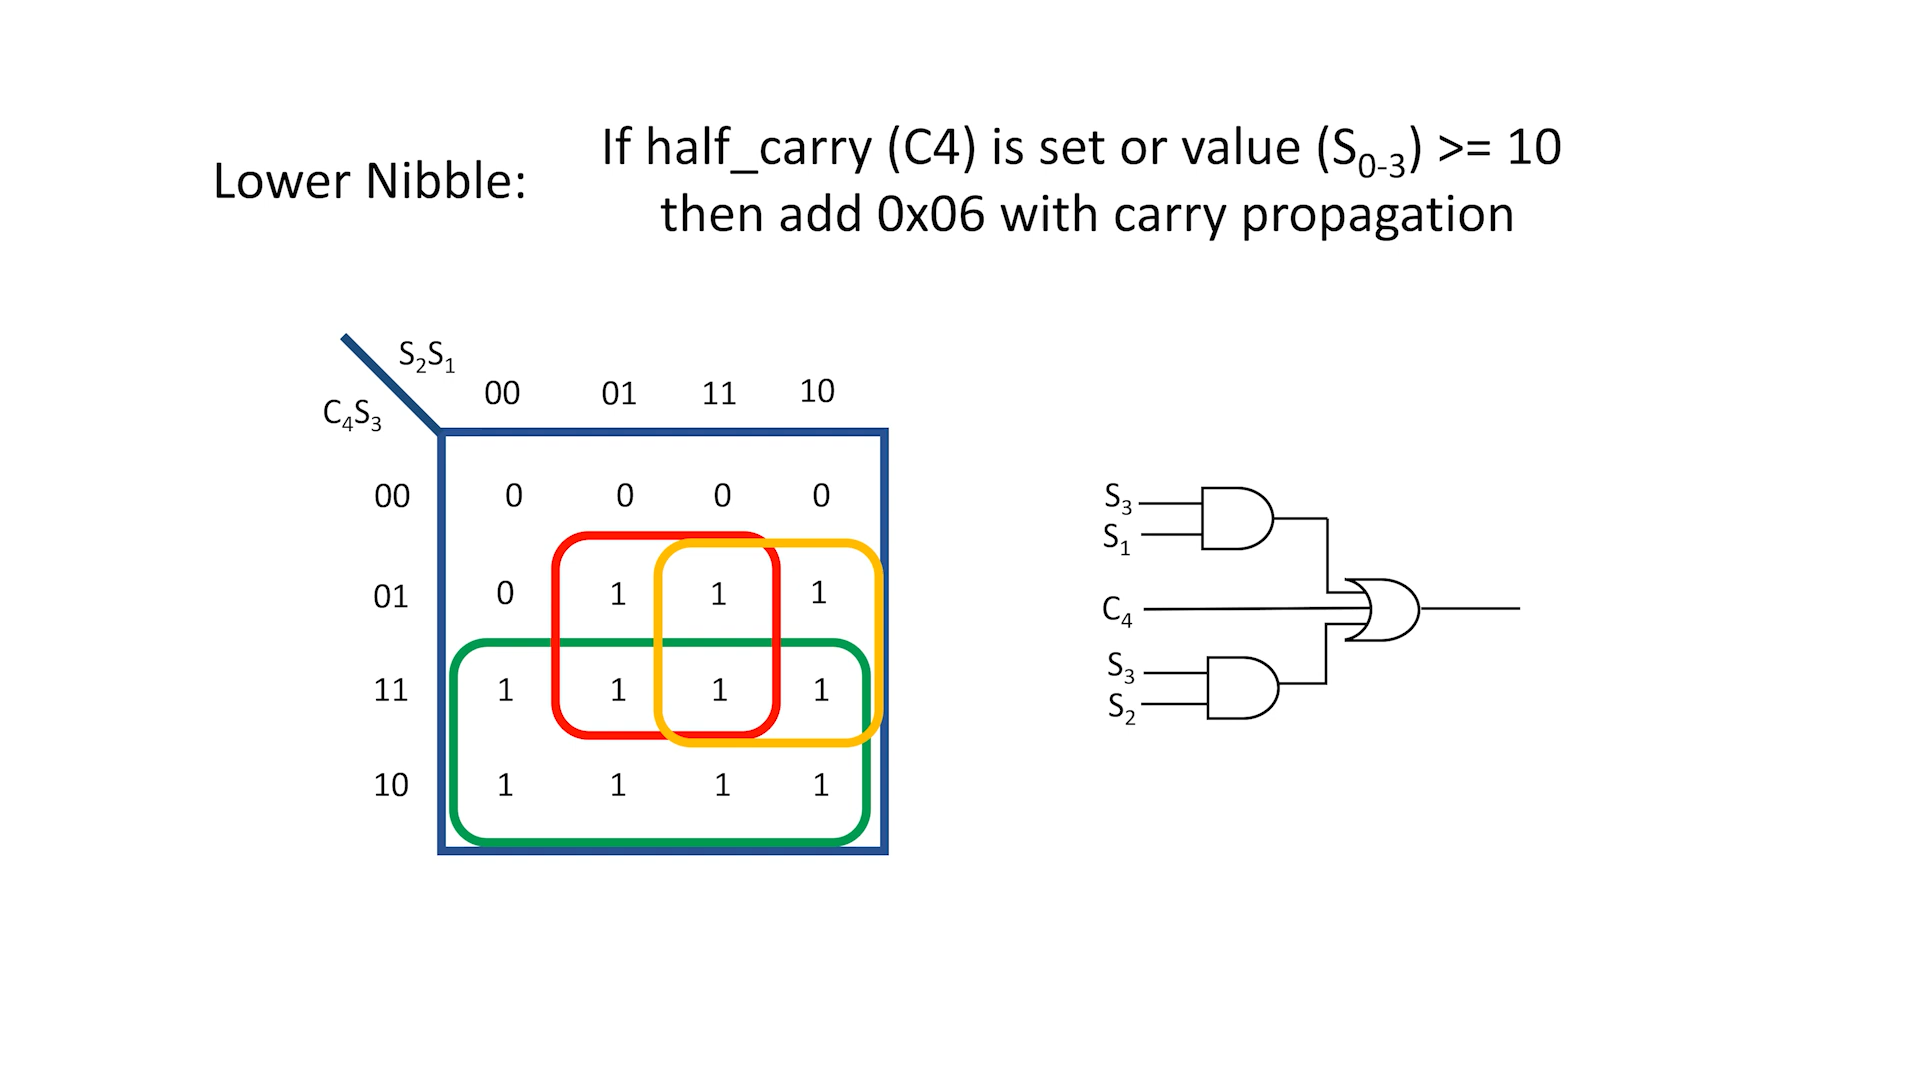 If half_carry (C4) is set or value (S₀₋₃) >= 10
Lower Nibble:
then add 0x06 with carry propagation
S₂S₁
C₄S₃
00 01 11 10
00 0 0 0 0
01 0 1 1 1
11 1 1 1 1
10 1 1 1 1
S₃
S₁
C₄
S₃
S₂